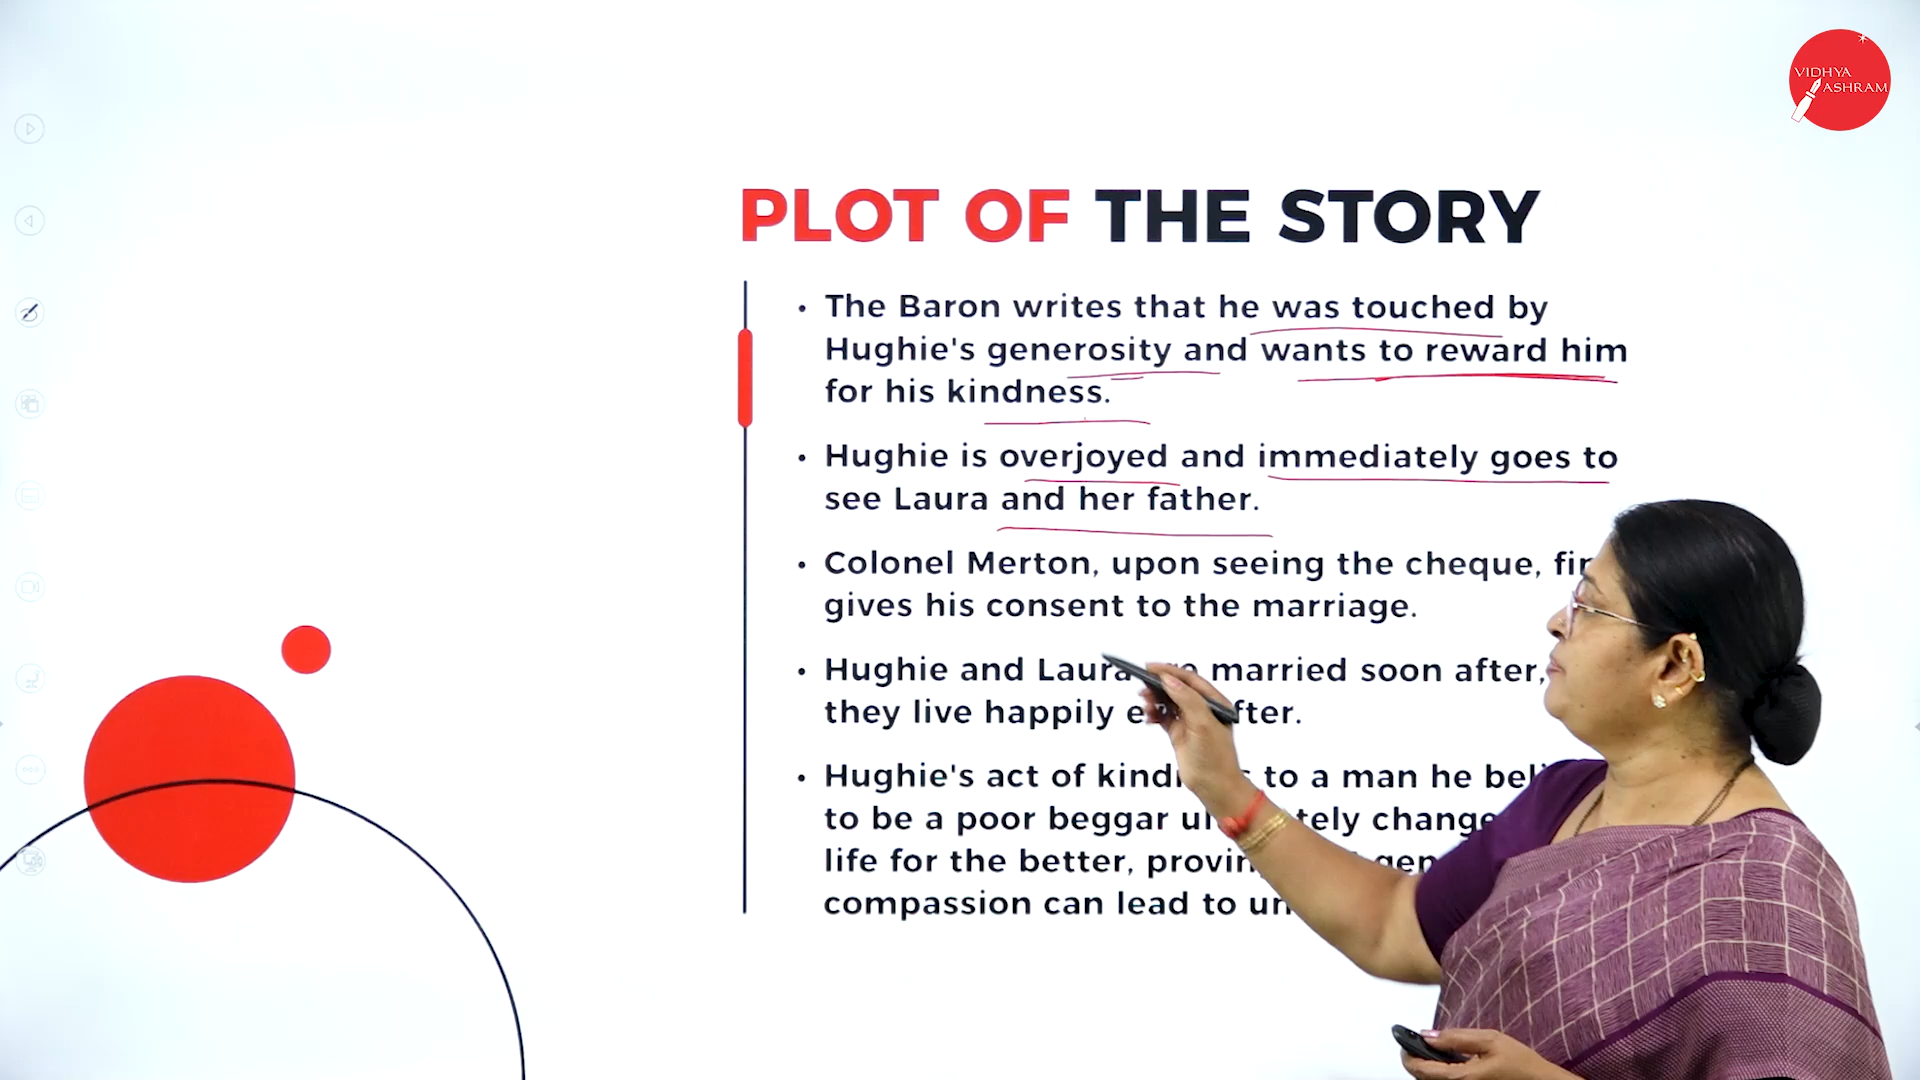 VIDHYA
ASHRAM
PLOT OF THE STORY
• The Baron writes that he was touched by
Hughie's generosity and wants to reward him
for his kindness.
• Hughie is overjoyed and immediately goes to
see Laura and her father.
• Colonel Merton, upon seeing the cheque,
gives his consent to the marriage.
• Hughie and Laura married soon after,
they live happily
• Hughie's act of to a man he
to be a poor beggar
life for the better,
compassion can lead to